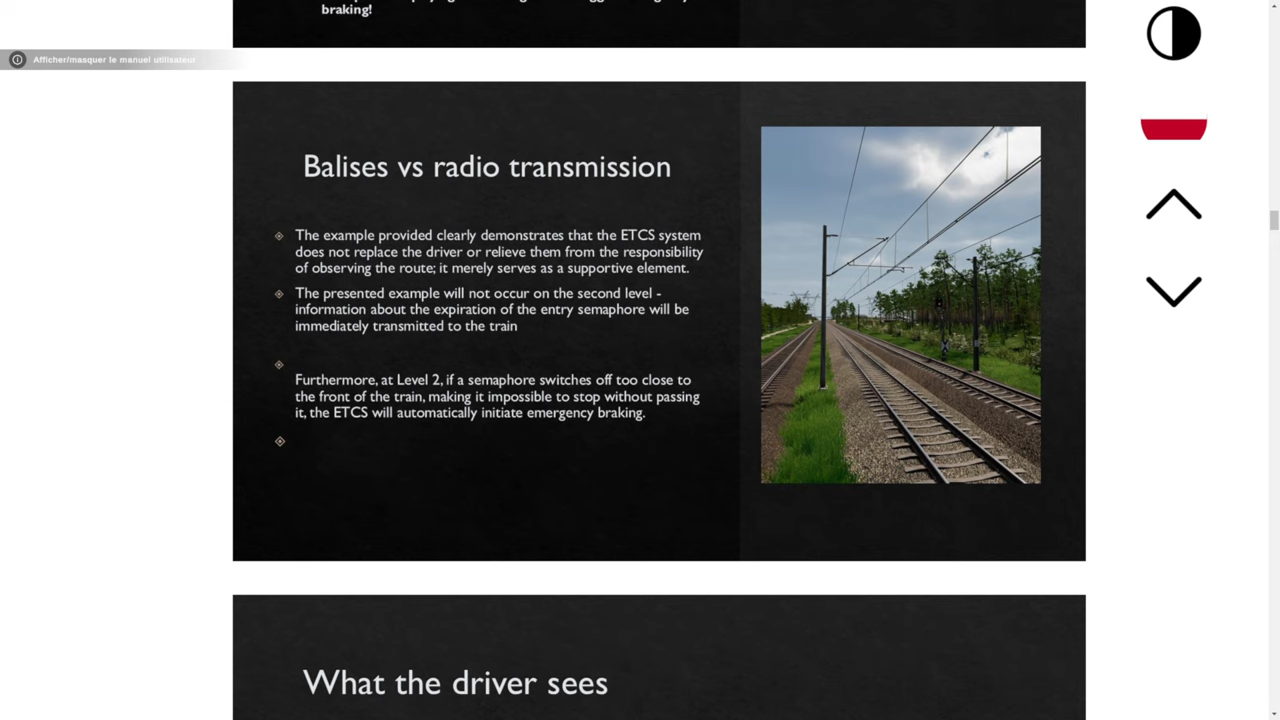 braking!
Afficher/masquer le manuel utilisateur
Balises vs radio transmission
The example provided clearly demonstrates that the ETCS system
does not replace the driver or relieve them from the responsibility
of observing the route; it merely serves as a supportive element.
The presented example will not occur on the second level -
information about the expiration of the entry semaphore will be
immediately transmitted to the train
Furthermore, at Level 2, if a semaphore switches off too close to
the front of the train, making it impossible to stop without passing
it, the ETCS will automatically initiate emergency braking.
What the driver sees